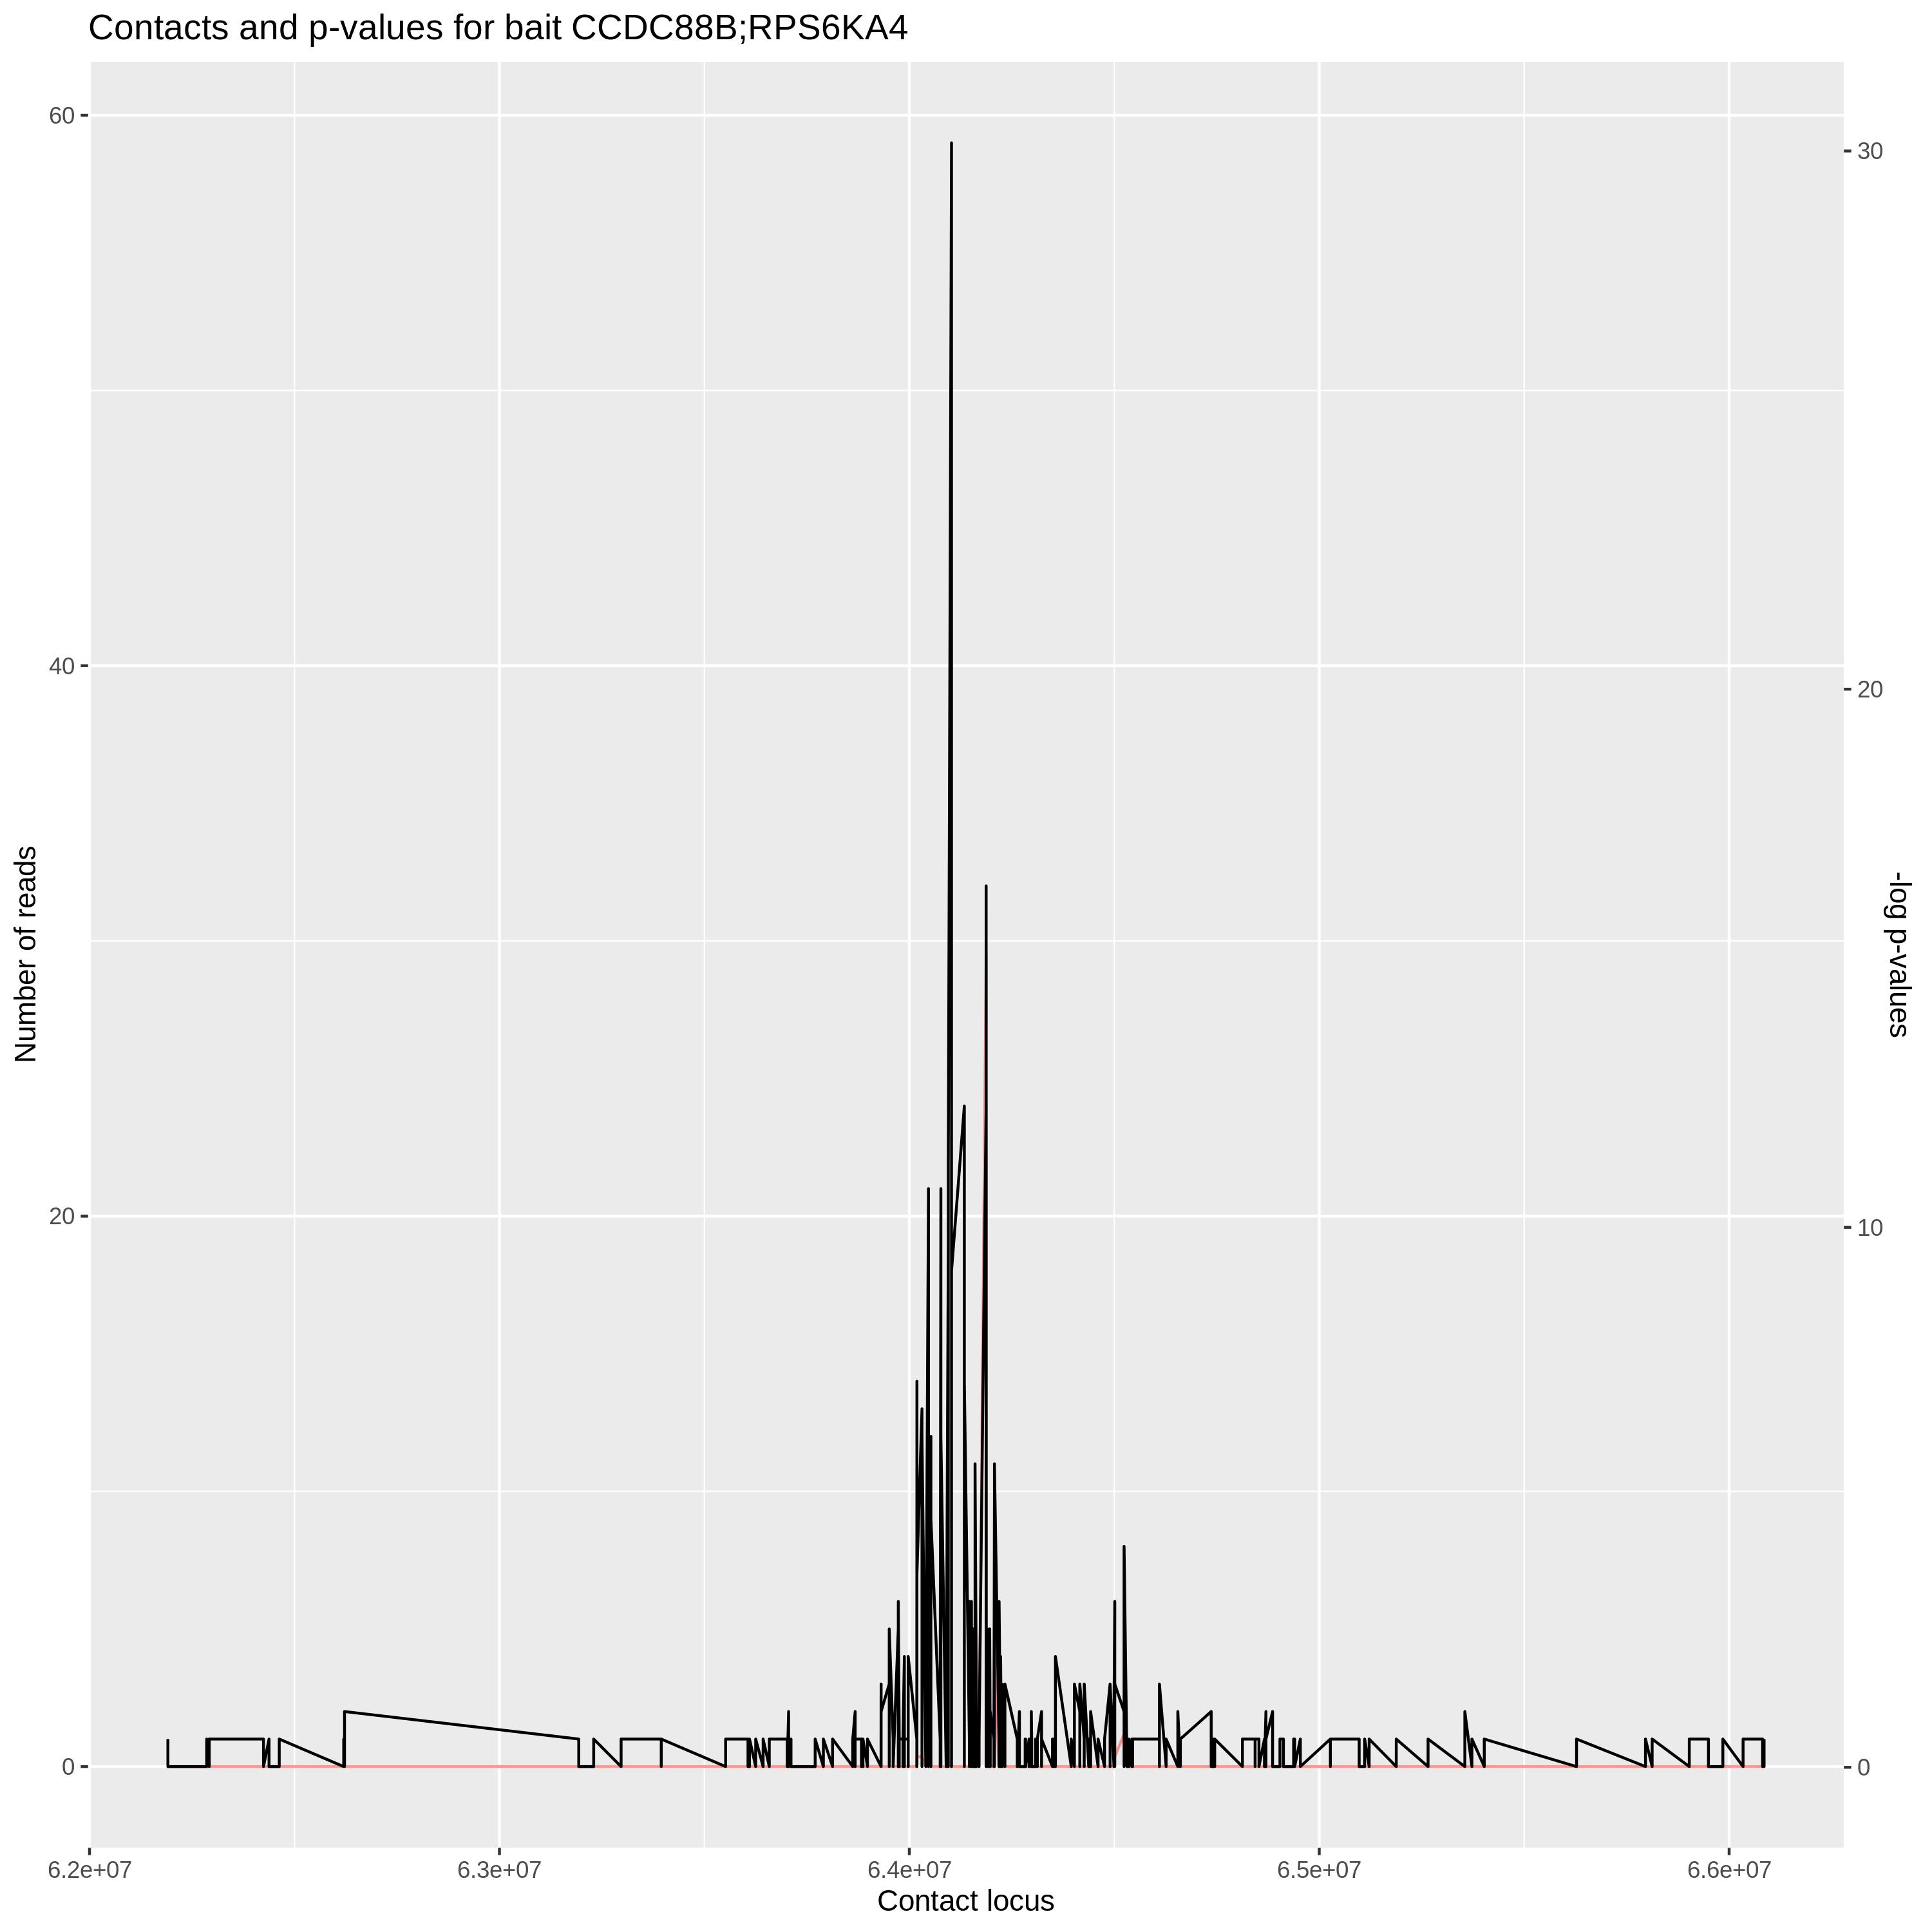 Contacts and p-values for bait CCDC88B;RPS6KA4
60
40
20
0
Number of reads
30
20
10
0
-log p-values
6.2e+07
6.3e+07
6.4e+07
6.5e+07
6.6e+07
Contact locus